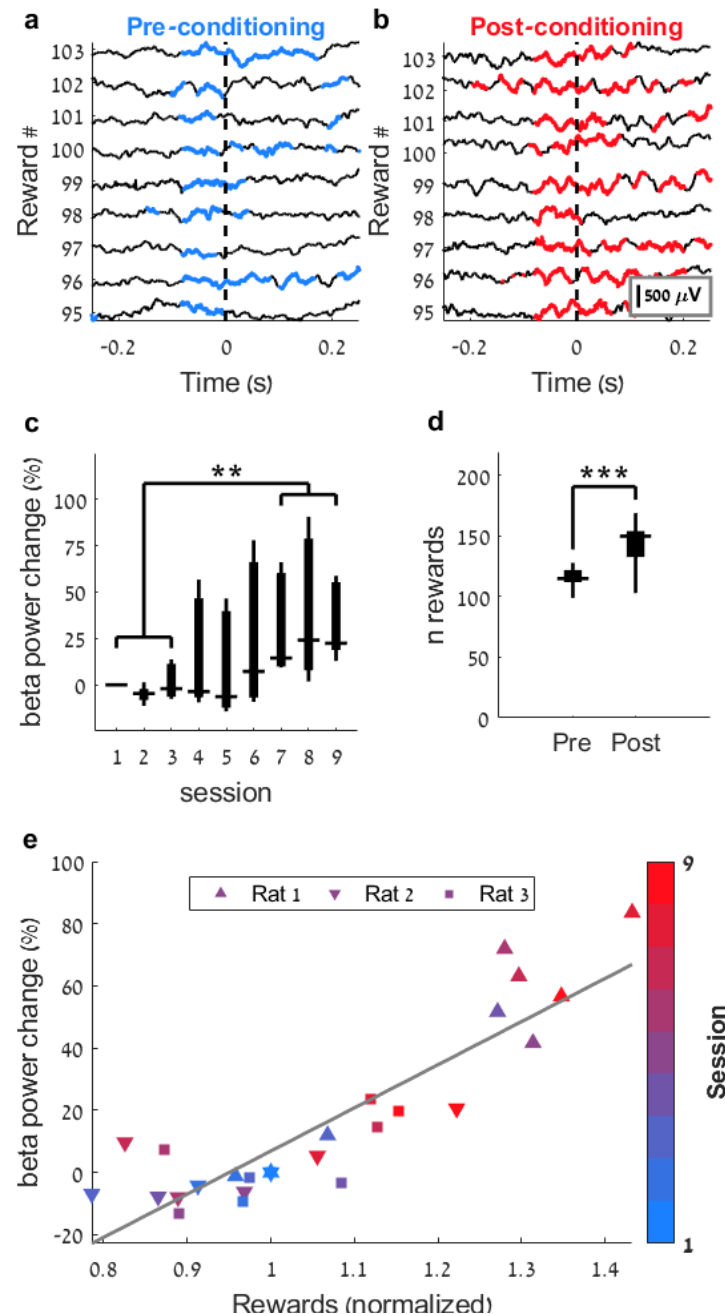 a
Pre-conditioning
b
Post-conditioning
Reward #
103
102
101
100
99
98
97
96
95
-0.2
0
0.2
Time (s)
Reward #
103
102
101
100
99
98
97
96
95
500 μV
-0.2
0
0.2
Time (s)
c
beta power change (%)
100
75
50
25
0
**
1 2 3 4 5 6 7 8 9
session
d
n rewards
200
150
100
50
0
***
Pre Post
e
beta power change (%)
100
80
60
40
20
0
-20
Rat 1 Rat 2 Rat 3
0.8 0.9 1 1.1 1.2 1.3 1.4
Rewards (normalized)
9
Session
1